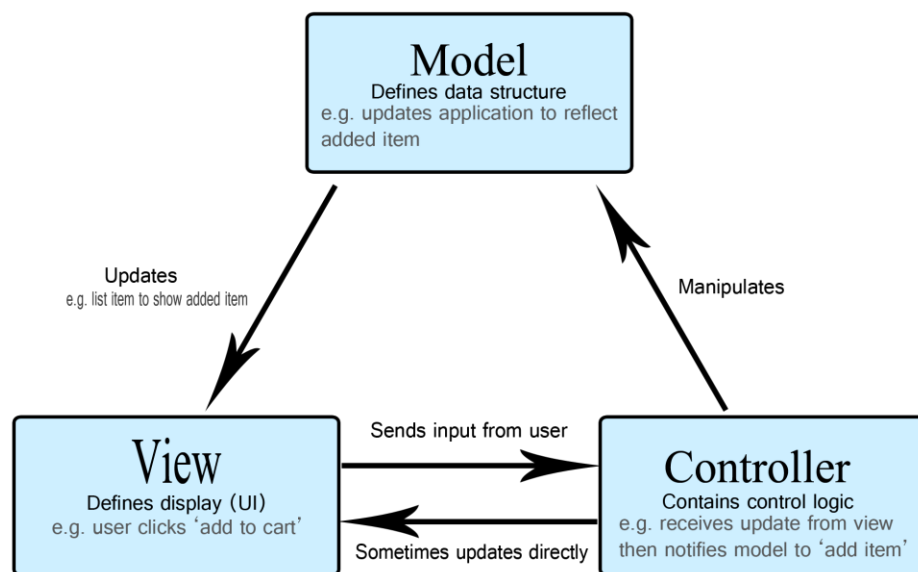 Model
Defines data structure
e.g. updates application to reflect
added item
Updates
e.g. list item to show added item
Manipulates
Sends input from user
View
Defines display (UI)
e.g. user clicks ‘add to cart’
Sometimes updates directly
Controller
Contains control logic
e.g. receives update from view
then notifies model to ‘add item’